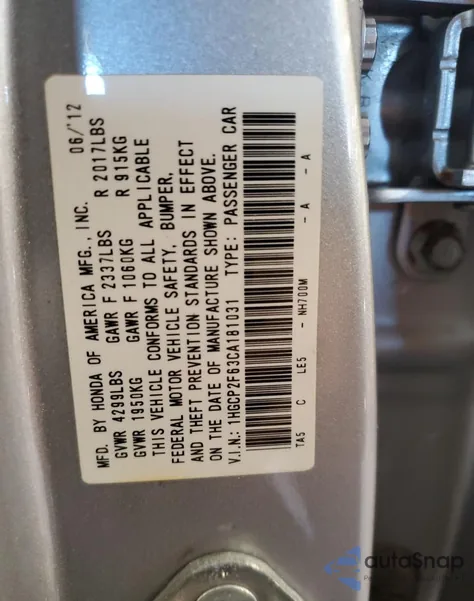 MFD. BY HONDA OF AMERICA MFG., INC. 06/'12
GVWR 4299LBS GAWR F 2337LBS R 2017LBS
GVWR 1950KG GAWR F 1060KG R 915KG
THIS VEHICLE CONFORMS TO ALL APPLICABLE
FEDERAL MOTOR VEHICLE SAFETY, BUMPER,
AND THEFT PREVENTION STANDARDS IN EFFECT
ON THE DATE OF MANUFACTURE SHOWN ABOVE.
V.I.N.: 1HGCP2F63CA181031 TYPE: PASSENGER CAR
TA5 C LE5 - NH700M - A - A
autoSnap